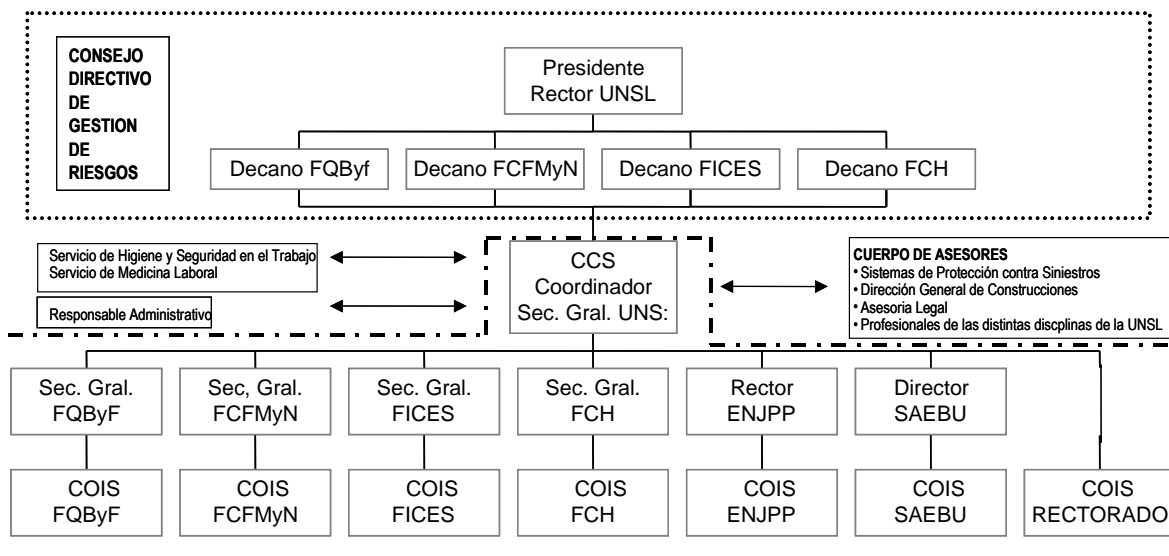 CONSEJO
DIRECTIVO
DE
GESTION
DE
RIESGOS
Presidente
Rector UNSL
Decano FQByf
Decano FCFMyN
Decano FICES
Decano FCH
Servicio de Higiene y Seguridad en el Trabajo
Servicio de Medicina Laboral
Responsable Administrativo
CCS
Coordinador
Sec. Gral. UNS:
CUERPO DE ASESORES
• Sistemas de Protección contra Siniestros
• Dirección General de Construcciones
• Asesoria Legal
• Profesionales de las distintas discplinas de la UNSL
Sec. Gral.
FQByF
Sec, Gral.
FCFMyN
Sec. Gral.
FICES
Sec. Gral.
FCH
Rector
ENJPP
Director
SAEBU
COIS
FQByF
COIS
FCFMyN
COIS
FICES
COIS
FCH
COIS
ENJPP
COIS
SAEBU
COIS
RECTORADO